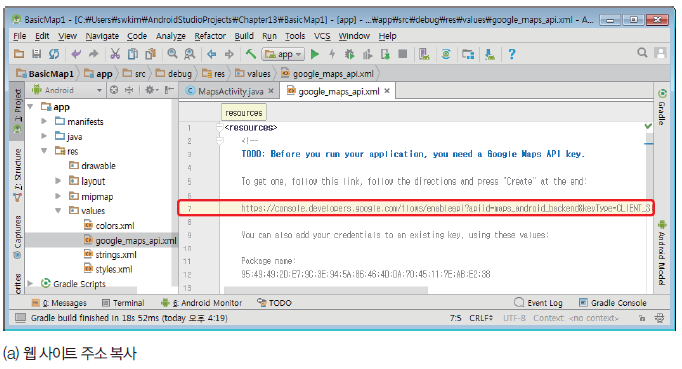 BasicMap1 - [C:₩Users₩swkim₩AndroidStudioProjects₩Chapter13₩BasicMap1] - [app] - ...₩app₩src₩debug₩res₩values₩google_maps_api.xml - A...
File Edit View Navigate Code Analyze Refactor Build Run Tools VCS Window Help
app
BasicMap1 app src debug res values google_maps_api.xml
Android
MapsActivity.java google_maps_api.xml
1: Project
7: Structure
Captures
Gradle
Android Model
app
manifests
java
res
drawable
layout
mipmap
values
colors.xml
google_maps_api.xml
strings.xml
styles.xml
Gradle Scripts
resources
1 <resources>
2 <!--
3 TODO: Before you run your application, you need a Google Maps API key.
4
5 To get one, follow this link, follow the directions and press "Create" at the end:
6
7 https://console.developers.google.com/flows/enableapi?apiid=maps_android_backend&keyType=CLIENT_S
8
9 You can also add your credentials to an existing key, using these values:
10
11 Package name:
12 95:49:49:2D:E7:9C:3E:94:5A:86:46:4D:DA:7D:45:11:7E:AB:E2:38
13
0: Messages Terminal 6: Android Monitor TODO Event Log Gradle Console
Gradle build finished in 18s 52ms (today 오후 4:19) 7:5 CRLF÷ UTF-8 Context: <no context>
(a) 웹 사이트 주소 복사